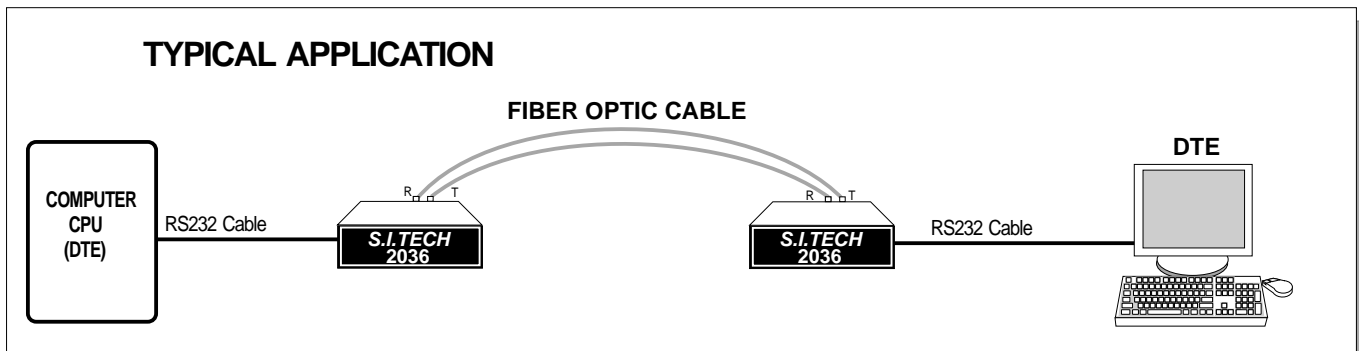 TYPICAL APPLICATION
FIBER OPTIC CABLE
DTE
COMPUTER
CPU
(DTE)
RS232 Cable
R
T
S.I.TECH
2036
R
T
S.I.TECH
2036
RS232 Cable